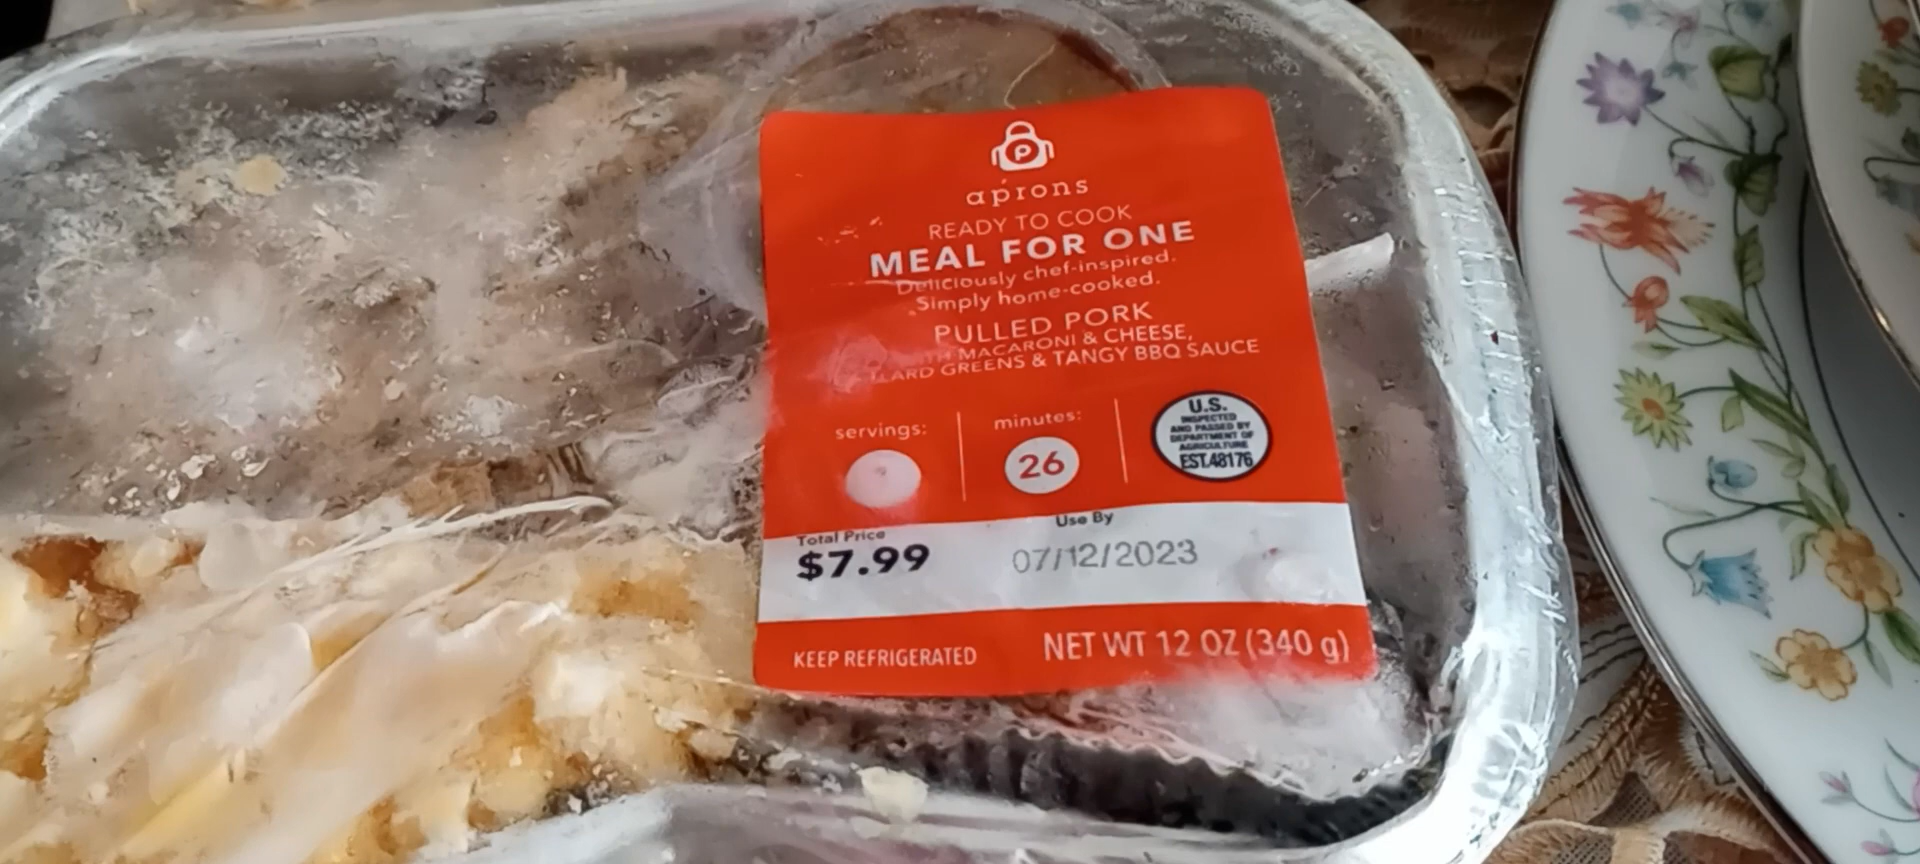 P
aprons
READY TO COOK
MEAL FOR ONE
Deliciously chef-inspired.
Simply home-cooked.
PULLED PORK
MACARONI & CHEESE,
GREENS & TANGY BBQ SAUCE
servings:
minutes:
26
U.S.
INSPECTED
AND PASSED BY
DEPARTMENT OF
AGRICULTURE
EST.48176
Total Price
$7.99
Use By
07/12/2023
KEEP REFRIGERATED
NET WT 12 OZ (340 g)